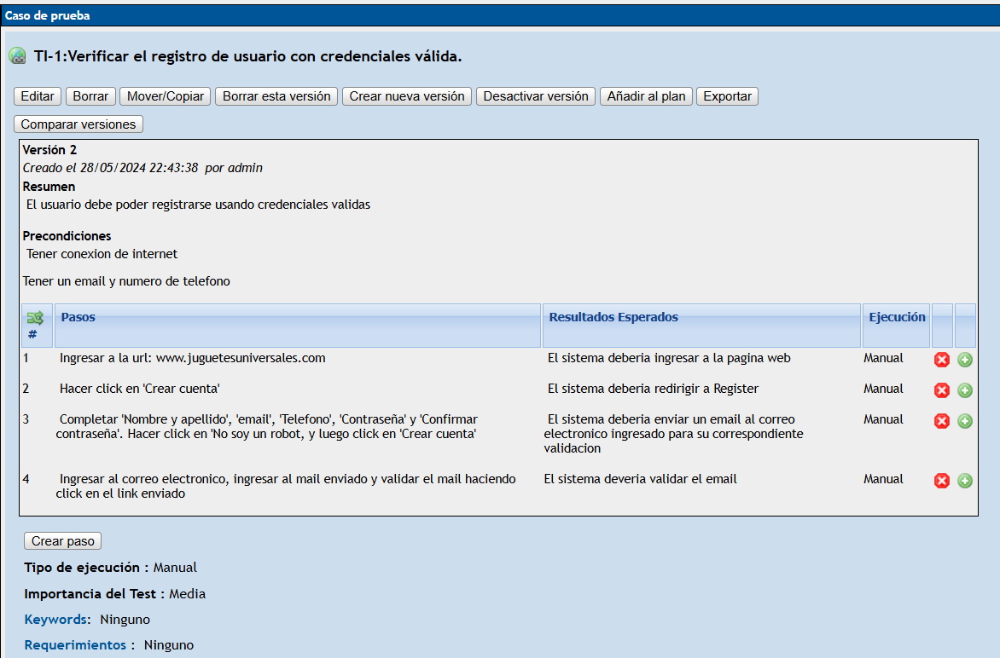 Caso de prueba
TI-1:Verificar el registro de usuario con credenciales válida.
Editar Borrar Mover/Copiar Borrar esta versión Crear nueva versión Desactivar versión Añadir al plan Exportar
Comparar versiones
Versión 2
Creado el 28/05/2024 22:43:38 por admin
Resumen
El usuario debe poder registrarse usando credenciales validas
Precondiciones
Tener conexion de internet
Tener un email y numero de telefono
# Pasos Resultados Esperados Ejecución
1 Ingresar a la url: www.juguetesuniversales.com El sistema deberia ingresar a la pagina web Manual
2 Hacer click en 'Crear cuenta' El sistema deberia redirigir a Register Manual
3 Completar 'Nombre y apellido', 'email', 'Telefono', 'Contraseña' y 'Confirmar El sistema deberia enviar un email al correo Manual
contraseña'. Hacer click en 'No soy un robot, y luego click en 'Crear cuenta' electronico ingresado para su correspondiente
validacion
4 Ingresar al correo electronico, ingresar al mail enviado y validar el mail haciendo El sistema deveria validar el email Manual
click en el link enviado
Crear paso
Tipo de ejecución : Manual
Importancia del Test : Media
Keywords: Ninguno
Requerimientos : Ninguno